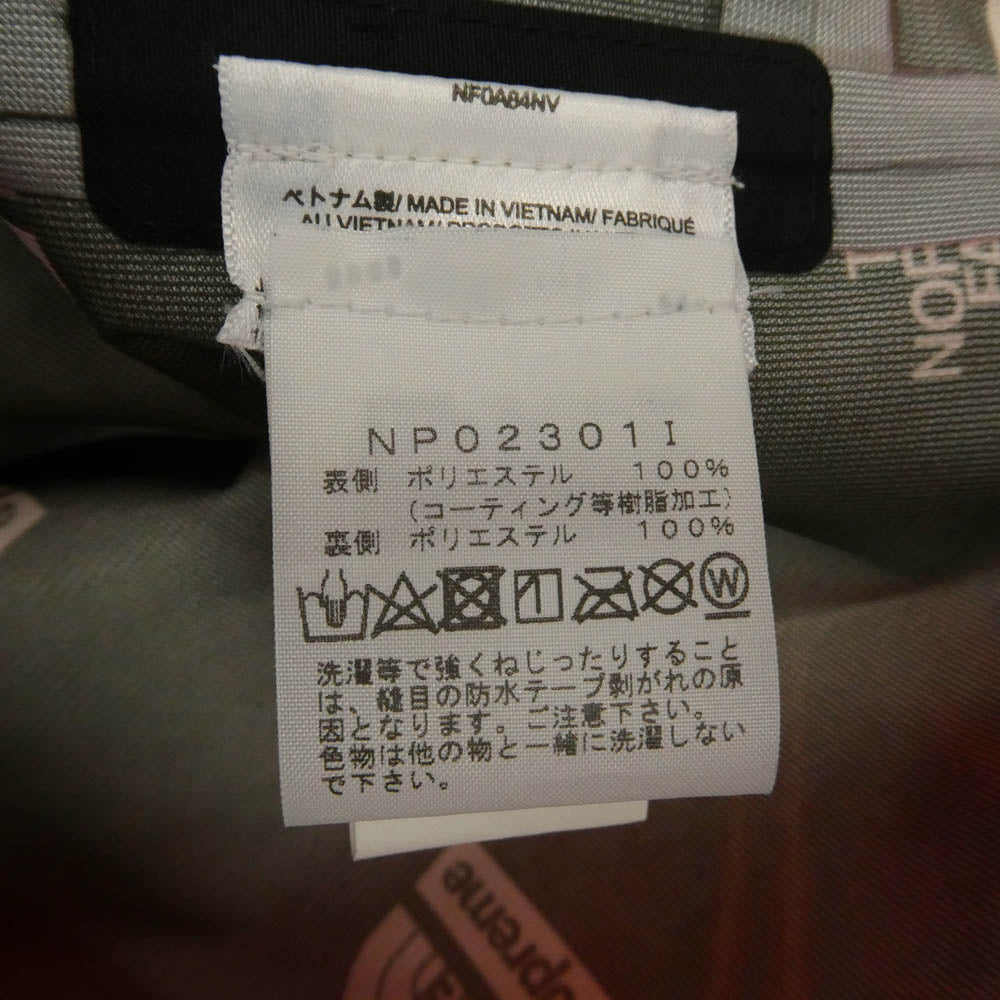 NF0A84NV
ベトナム製/ MADE IN VIETNAM/ FABRIQUÉ
AU VIETNAM/
NP02301I
表側 ポリエステル 100%
(コーティング等樹脂加工)
裏側 ポリエステル 100%
1 W
洗濯等で強くねじったりすること
は、縫目の防水テープ剥がれの原
因となります。ご注意下さい。
色物は他の物と一緒に洗濯しない
で下さい。
NOR
upreme